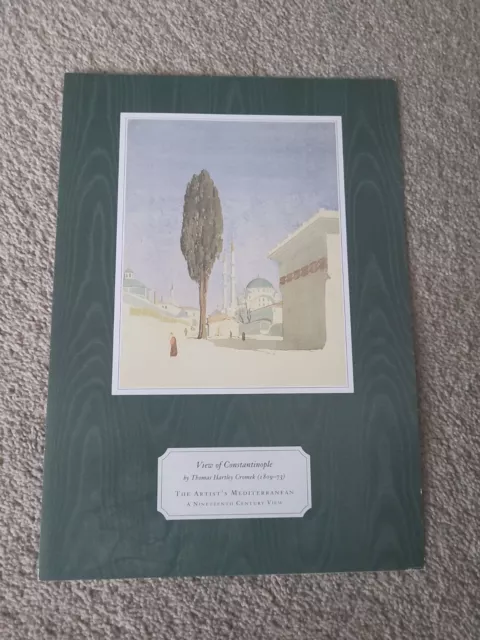 View of Constantinople
by Thomas Hartley Cromek (1809–73)
THE ARTIST'S MEDITERRANEAN
A NINETEENTH CENTURY VIEW